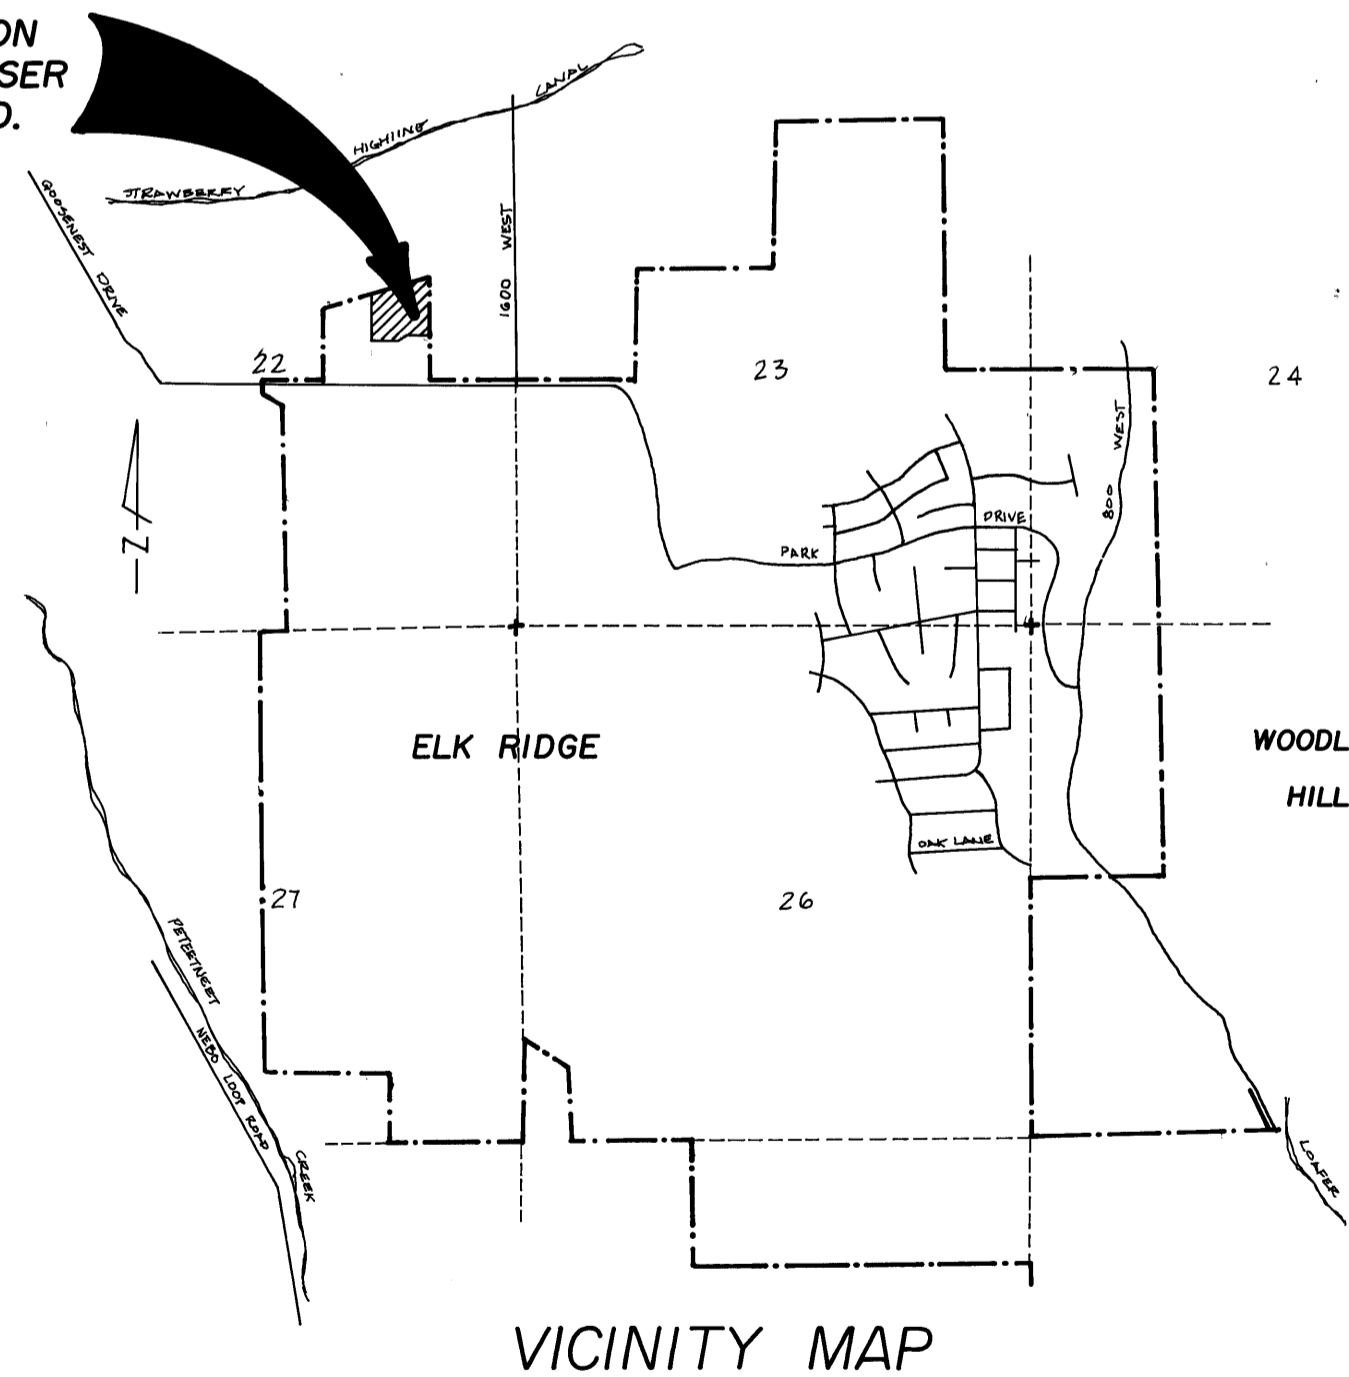 ON
SER
D.
STRAWBERRY
HIGHLINE
CANAL
GOOSENEST DRIVE
1600 WEST
22
23
24
N
800 WEST
PARK
DRIVE
ELK RIDGE
WOODL
HILL
OAK LANE
27
26
PETEETNEET
CREEK
NEBO LOOP ROAD
LOAFER
VICINITY MAP